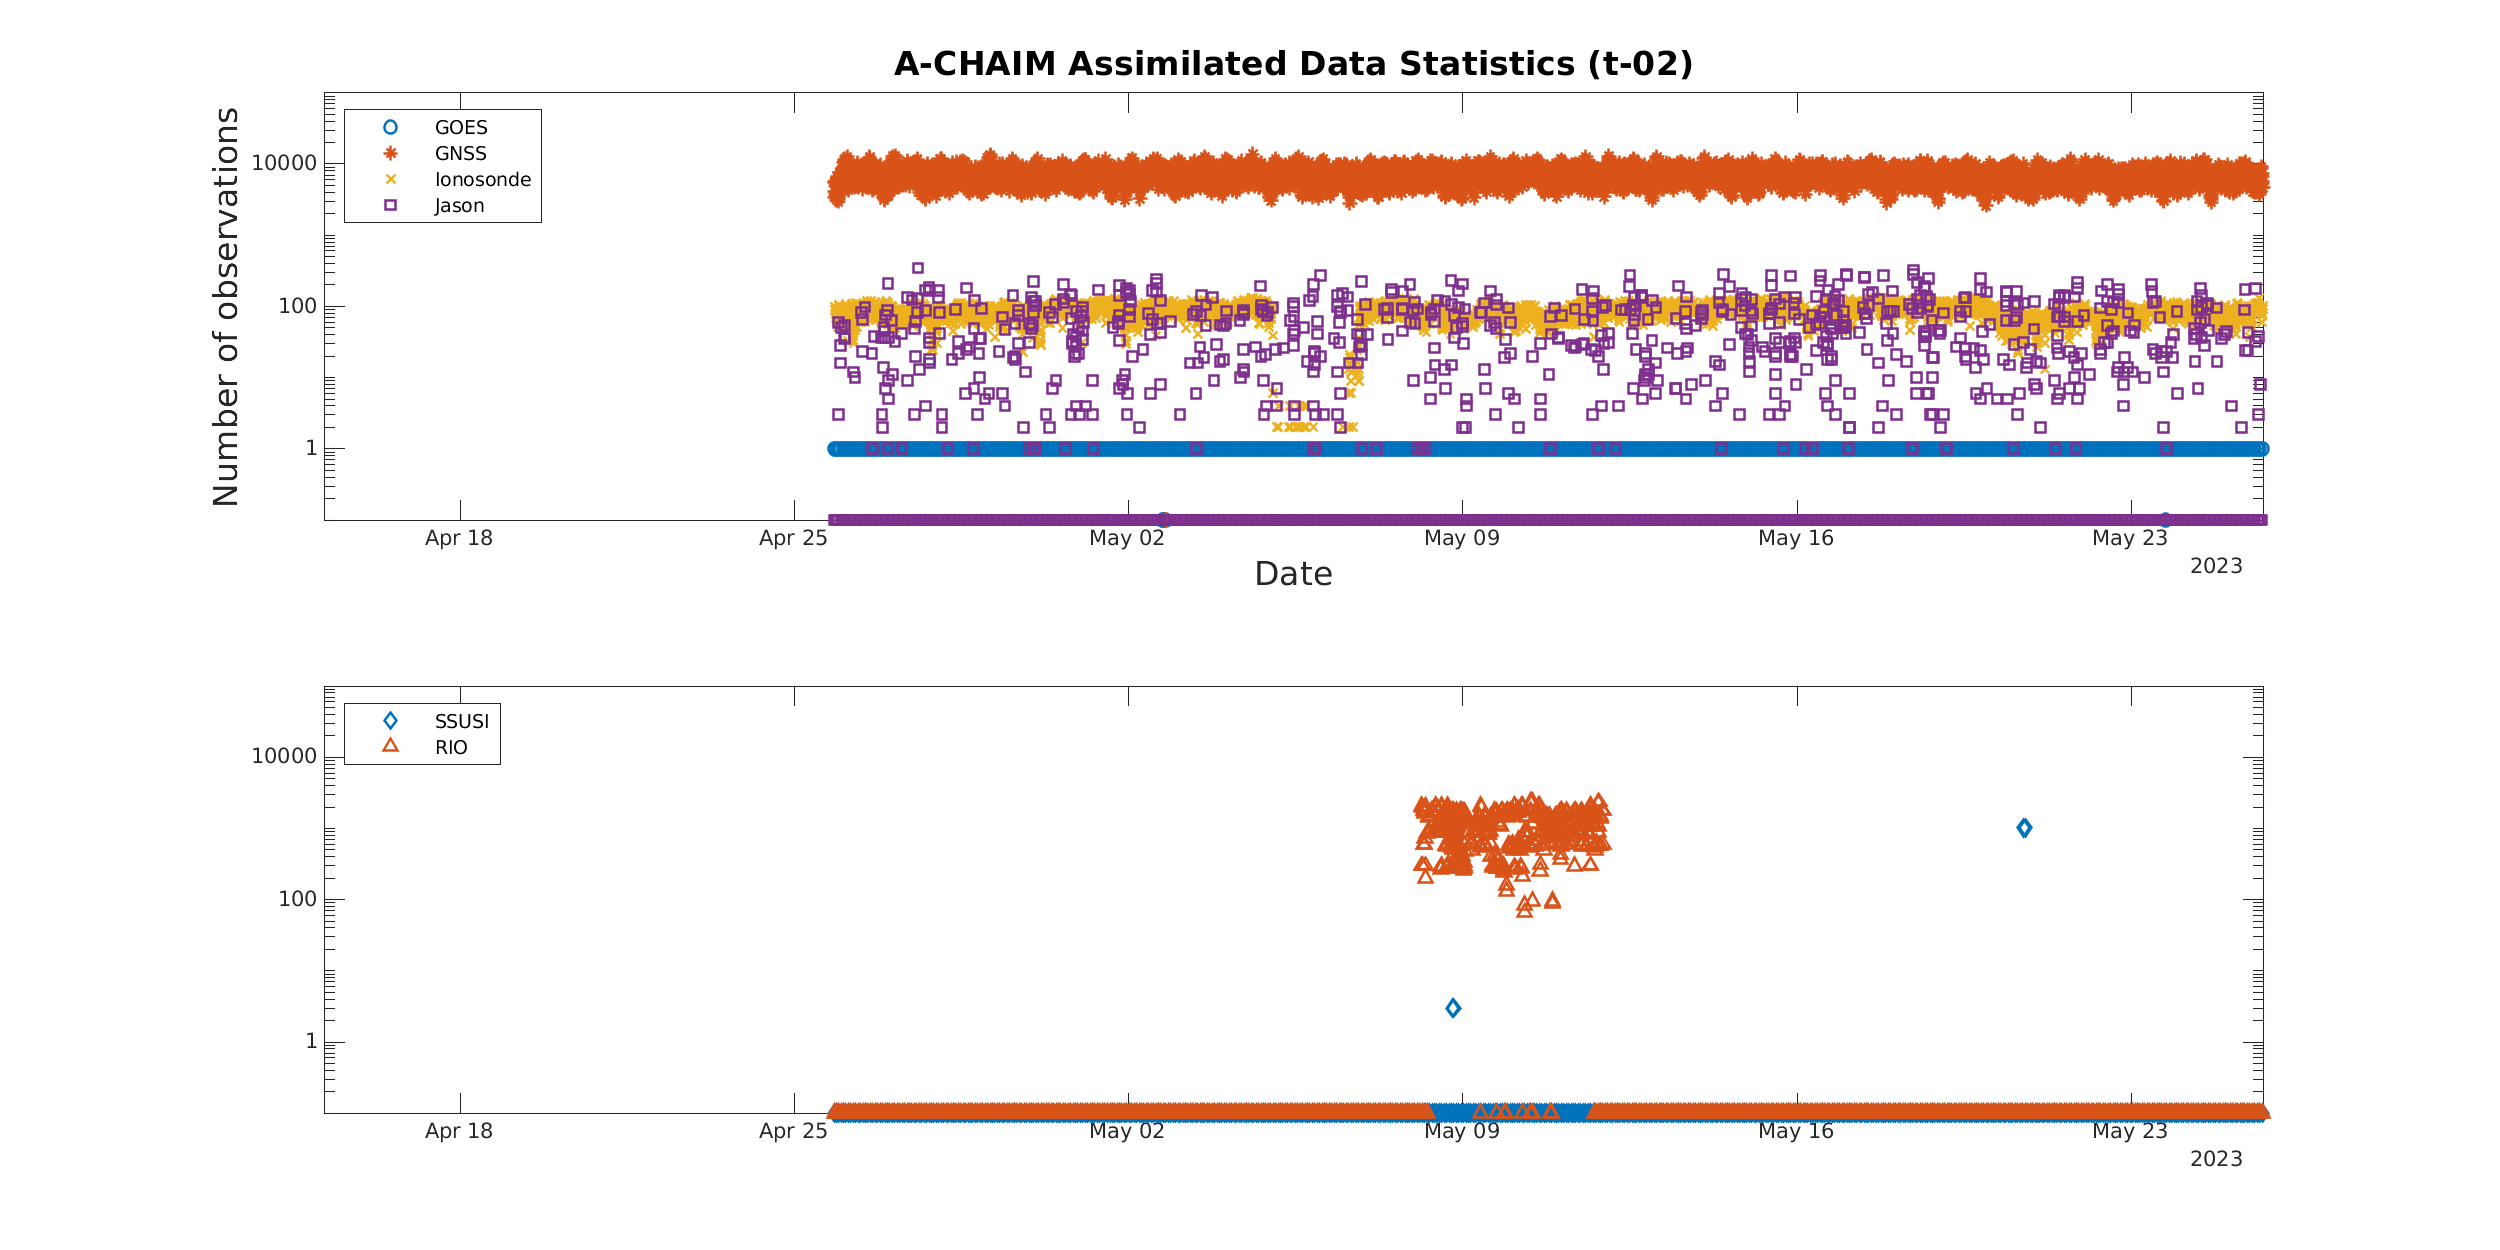 A-CHAIM Assimilated Data Statistics (t-02)
Number of observations
GOES
GNSS
Ionosonde
Jason
10000
100
1
Apr 18 Apr 25 May 02 May 09 May 16 May 23
2023
Date
SSUSI
RIO
10000
100
1
Apr 18 Apr 25 May 02 May 09 May 16 May 23
2023